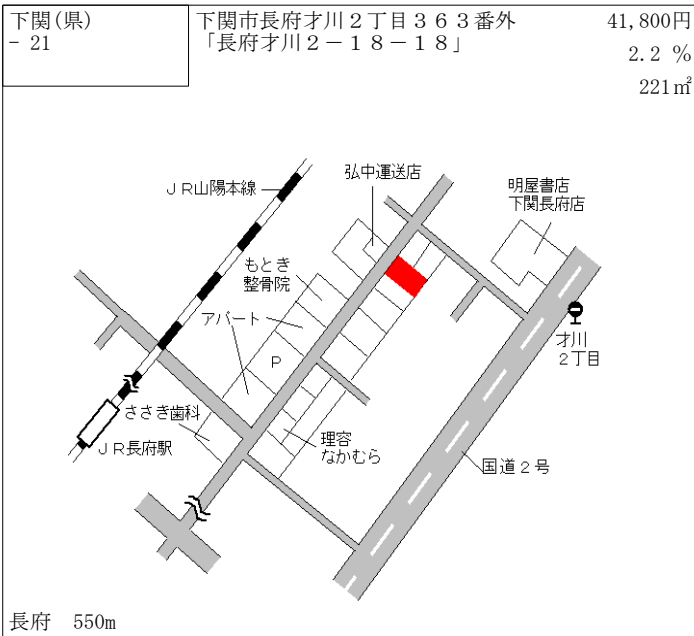 下関(県)
- 21
下関市長府才川２丁目３６３番外
「長府才川２－１８－１８」
41,800円
2.2 %
221㎡
弘中運送店
ＪＲ山陽本線
明屋書店
下関長府店
もとき
整骨院
アパート
Ｐ
才川
２丁目
ささき歯科
ＪＲ長府駅
理容
なかむら
国道２号
長府 550m